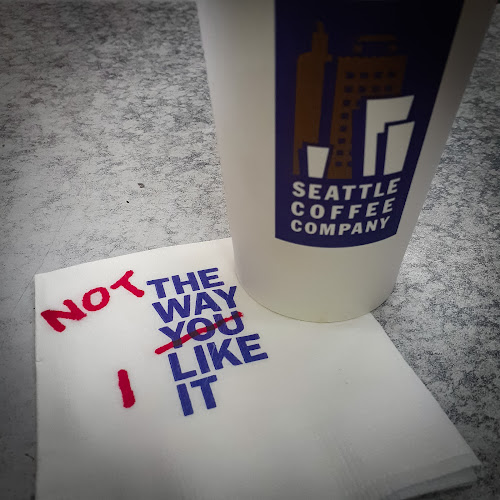 SEATTLE
COFFEE
COMPANY
NOT THE
WAY
YOU
I LIKE
IT